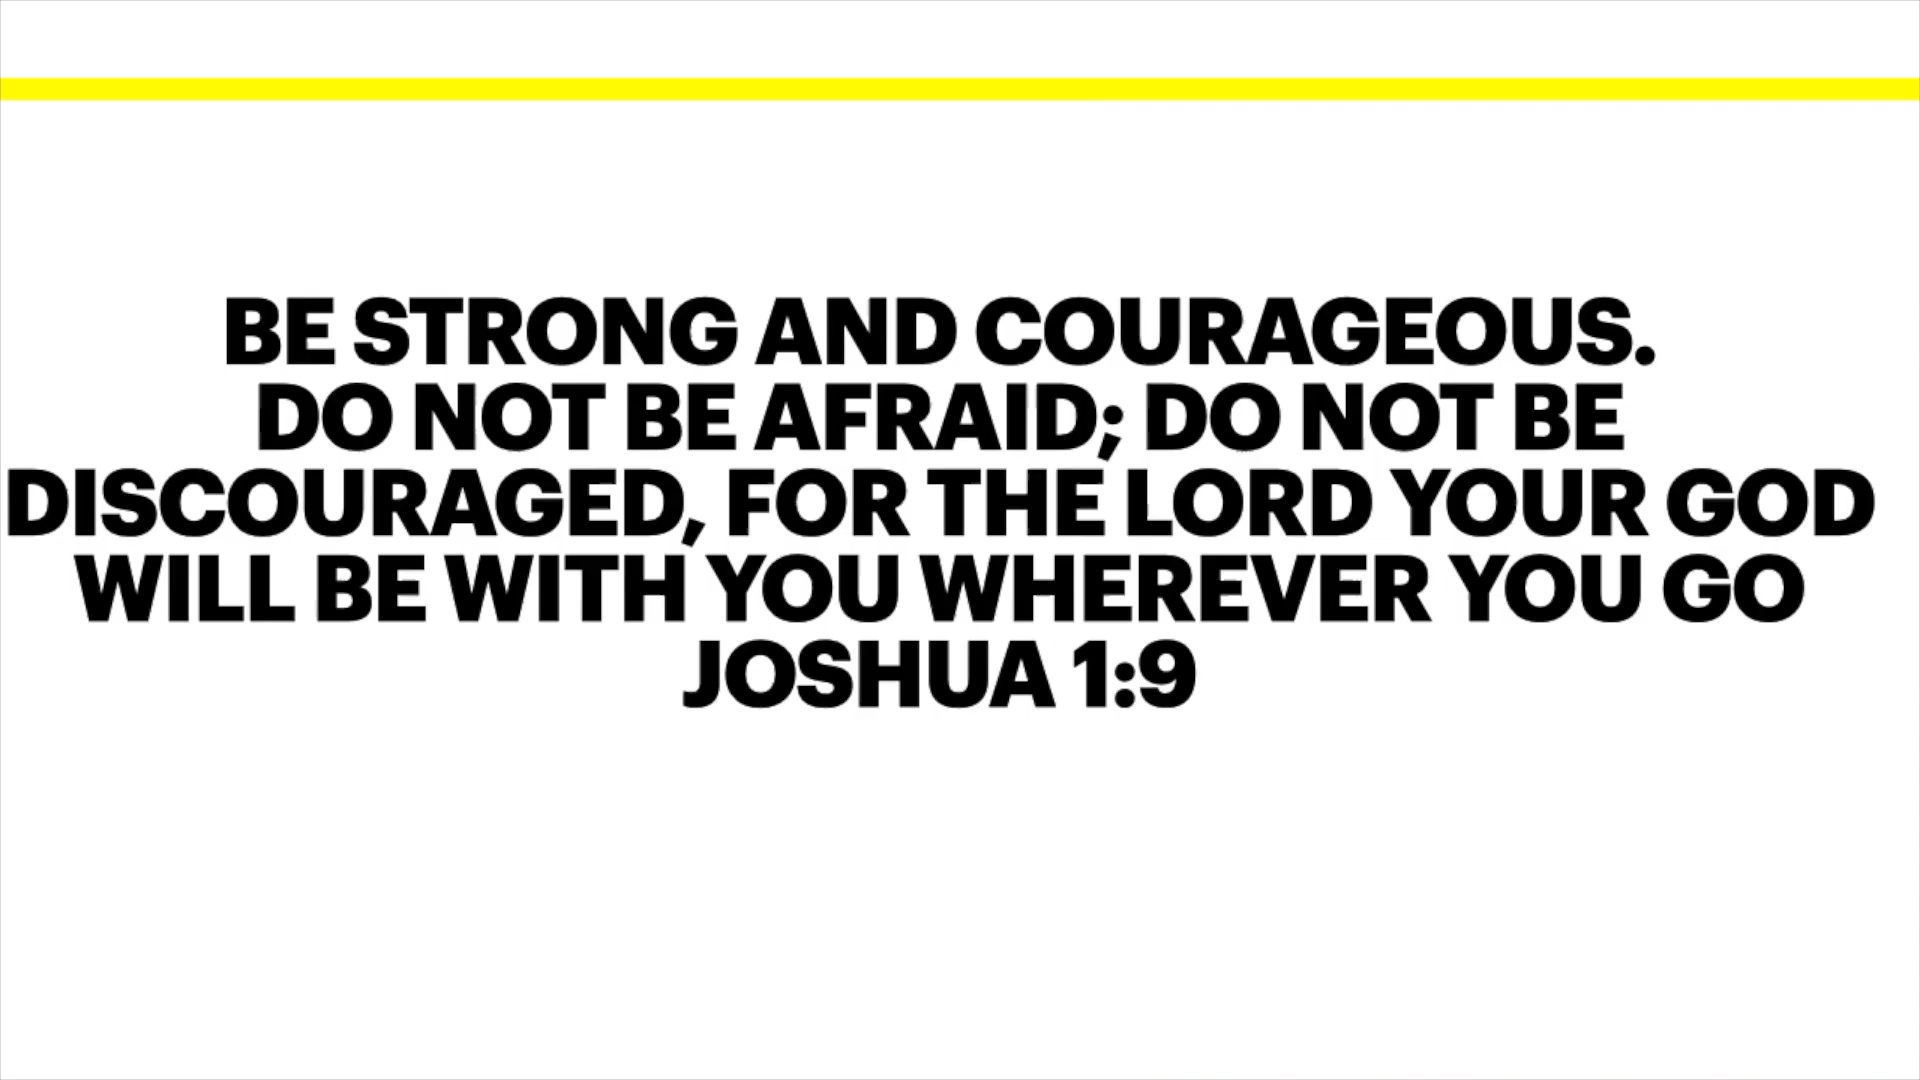 BE STRONG AND COURAGEOUS.
DO NOT BE AFRAID; DO NOT BE
DISCOURAGED, FOR THE LORD YOUR GOD
WILL BE WITH YOU WHEREVER YOU GO
JOSHUA 1:9